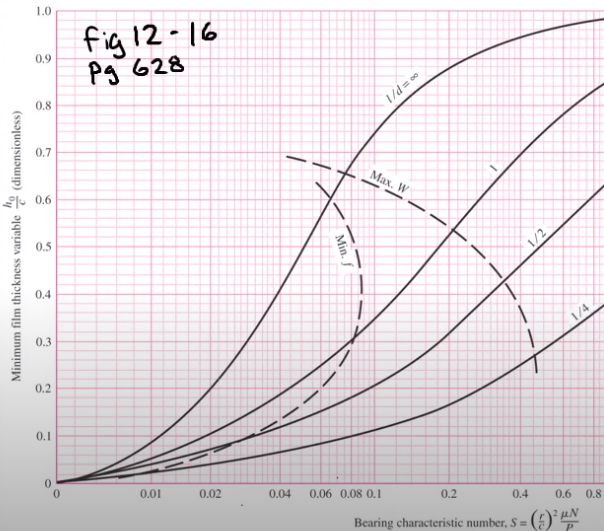 fig 12-16
Pg 628
1.0
0.9
0.8
0.7
0.6
0.5
0.4
0.3
0.2
0.1
0
Minimum film thickness variable h₀/c (dimensionless)
l/d = ∞
1
1/2
1/4
Max. W
Min. f
0 0.01 0.02 0.04 0.06 0.08 0.1 0.2 0.4 0.6 0.8
Bearing characteristic number, S = (r/c)² μN/P